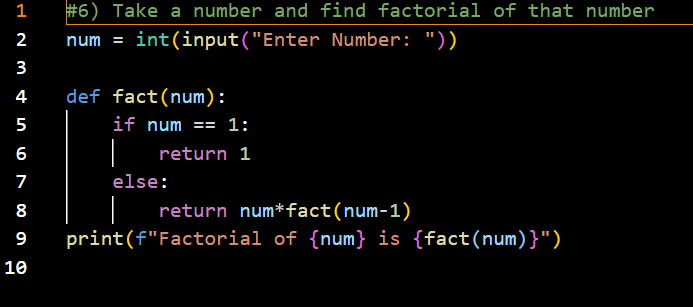 1 #6) Take a number and find factorial of that number
2 num = int(input("Enter Number: "))
3
4 def fact(num):
5     if num == 1:
6         return 1
7     else:
8         return num*fact(num-1)
9 print(f"Factorial of {num} is {fact(num)}")
10